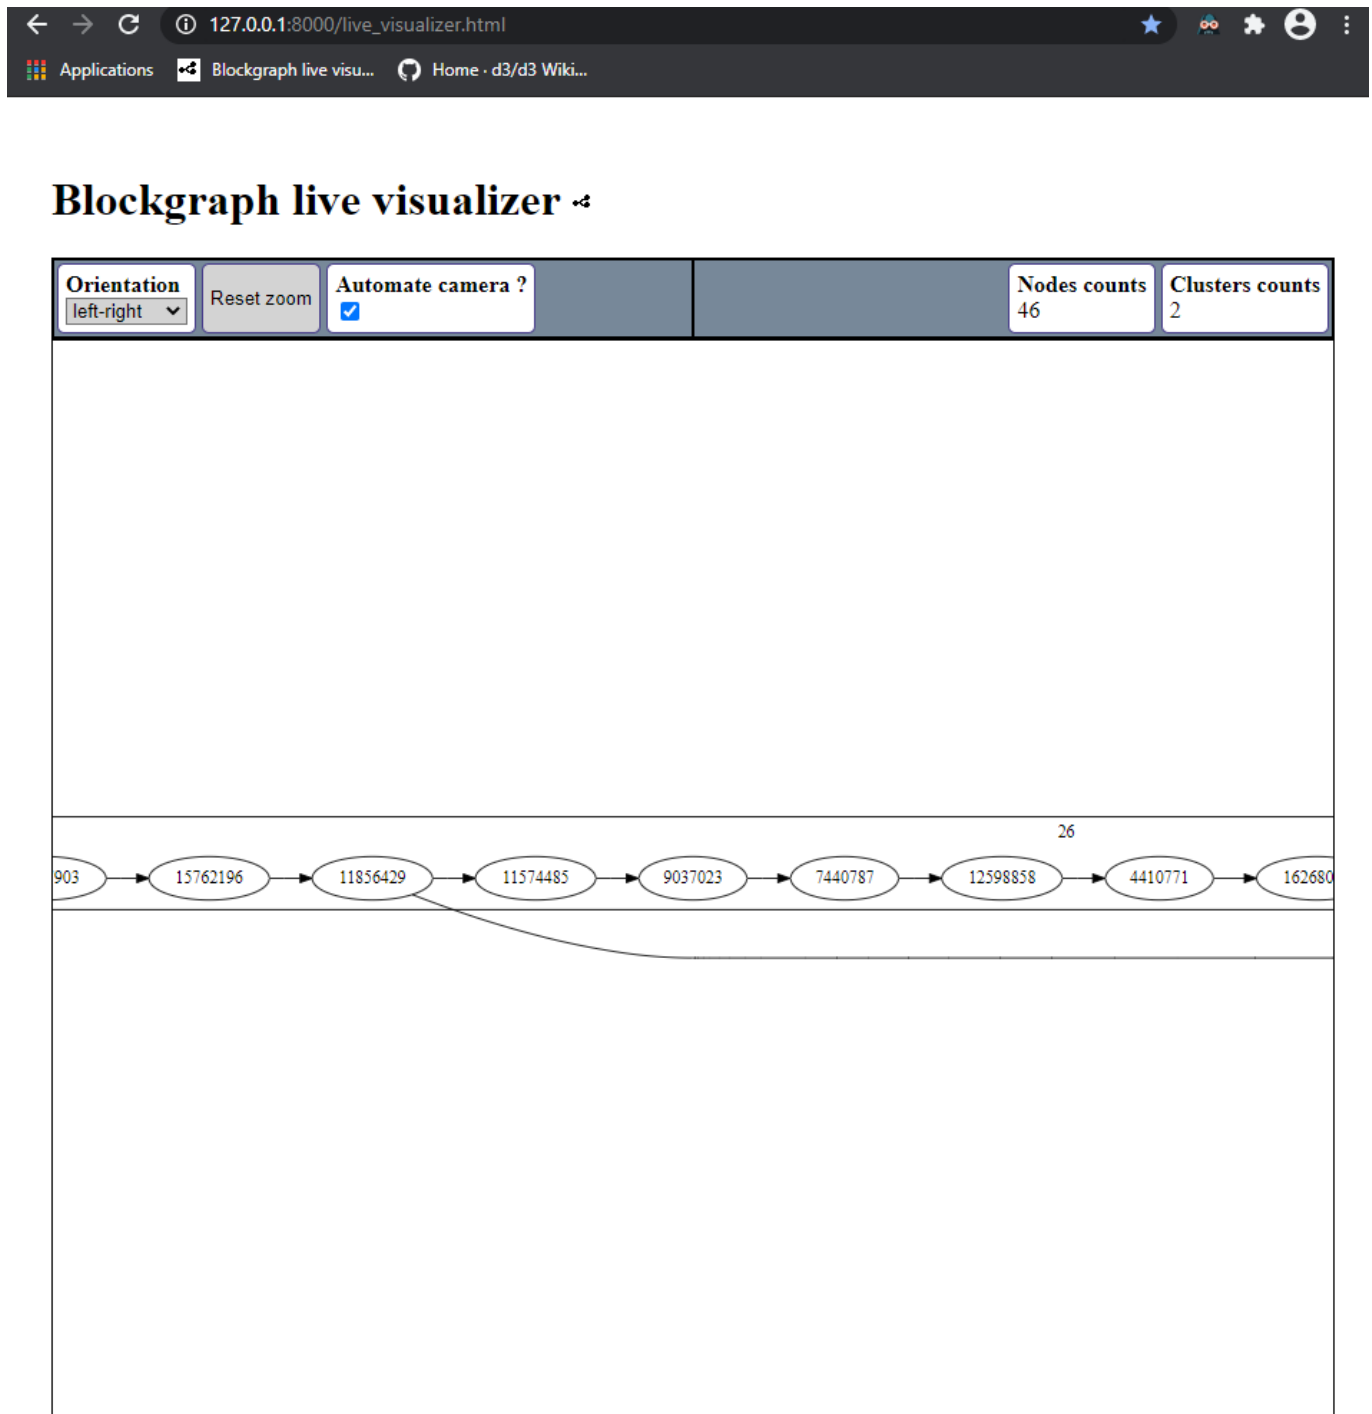 127.0.0.1:8000/live_visualizer.html
Applications Blockgraph live visu... Home · d3/d3 Wiki...
Blockgraph live visualizer
Orientation Reset zoom Automate camera ? Nodes counts Clusters counts
left-right 46 2
26
903 15762196 11856429 11574485 9037023 7440787 12598858 4410771 162680